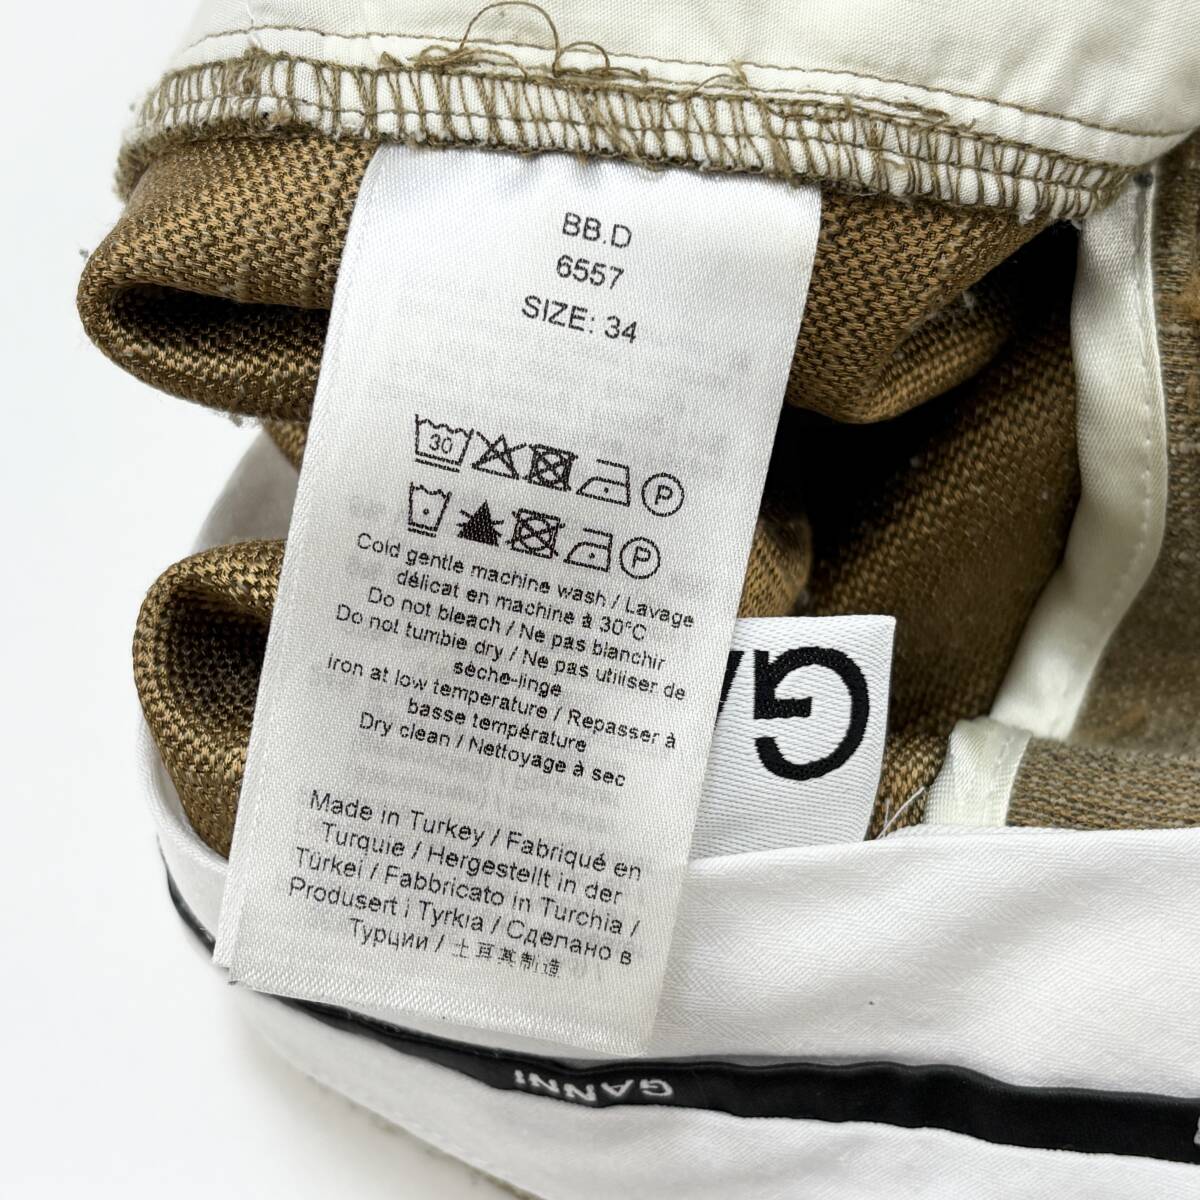 BB.D
6557
SIZE: 34
30
P
P
Cold gentle machine wash / Lavage
délicat en machine à 30°C
Do not bleach / Ne pas blanchir
Do not tumble dry / Ne pas utiliser de
sèche-linge
iron at low temperature / Repasser à
basse température
Dry clean / Nettoyage à sec
Made in Turkey / Fabriqué en
Turquie / Hergestellt in der
Türkei / Fabbricato in Turchia /
Produsert i Tyrkia / Сделано в
Турции / 土耳其制造
GA
GANNI